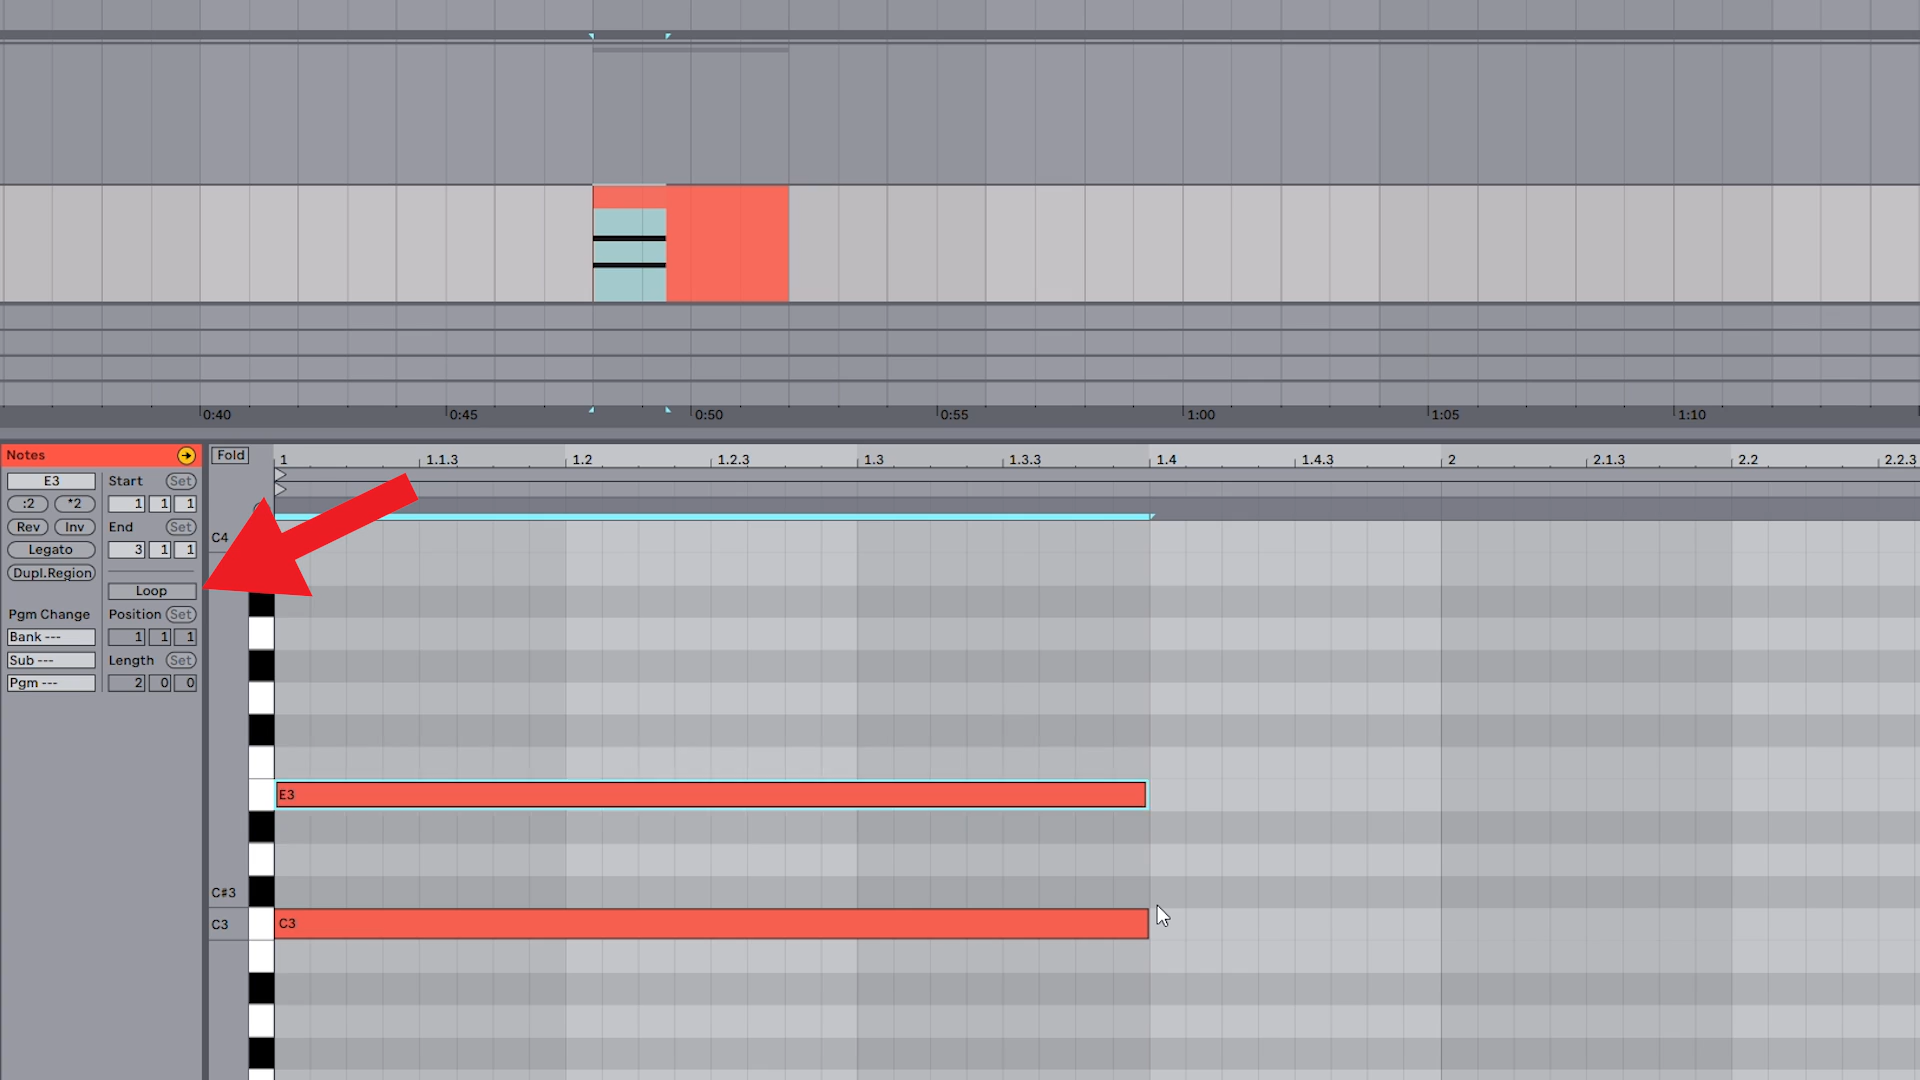 0:40 0:45 0:50 0:55 1:00 1:05 1:10
Notes
Fold
1 1.1.3 1.2 1.2.3 1.3 1.3.3 1.4 1.4.3 2 2.1.3 2.2 2.2.3
E3 Start Set
:2 *2 1 1 1
Rev Inv End Set
Legato 3 1 1
Dupl.Region
Loop
Pgm Change Position Set
Bank --- 1 1 1
Sub --- Length Set
Pgm --- 2 0 0
C4
E3
C#3
C3 C3